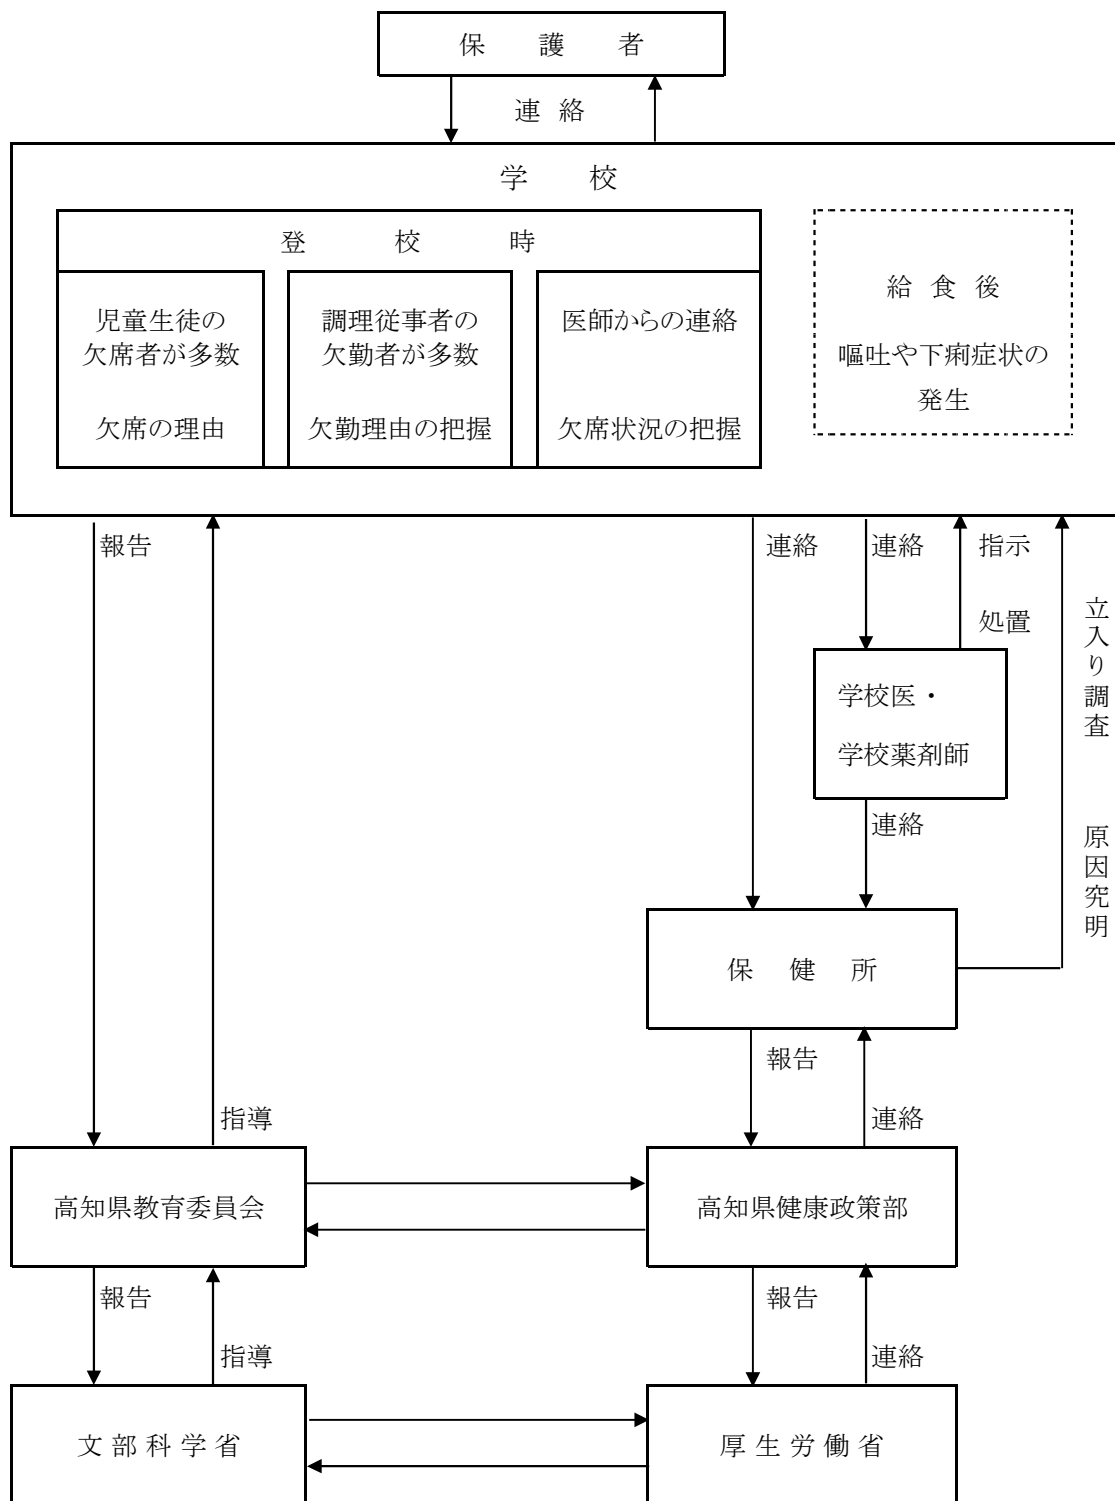 保護者
連絡
学校
登校時
児童生徒の
欠席者が多数
欠席の理由
調理従事者の
欠勤者が多数
欠勤理由の把握
医師からの連絡
欠席状況の把握
給食後
嘔吐や下痢症状の
発生
報告
連絡
連絡
指示
処置
立入り調査
原因究明
学校医・
学校薬剤師
連絡
保健所
報告
連絡
指導
高知県教育委員会
高知県健康政策部
報告
指導
報告
連絡
文部科学省
厚生労働省